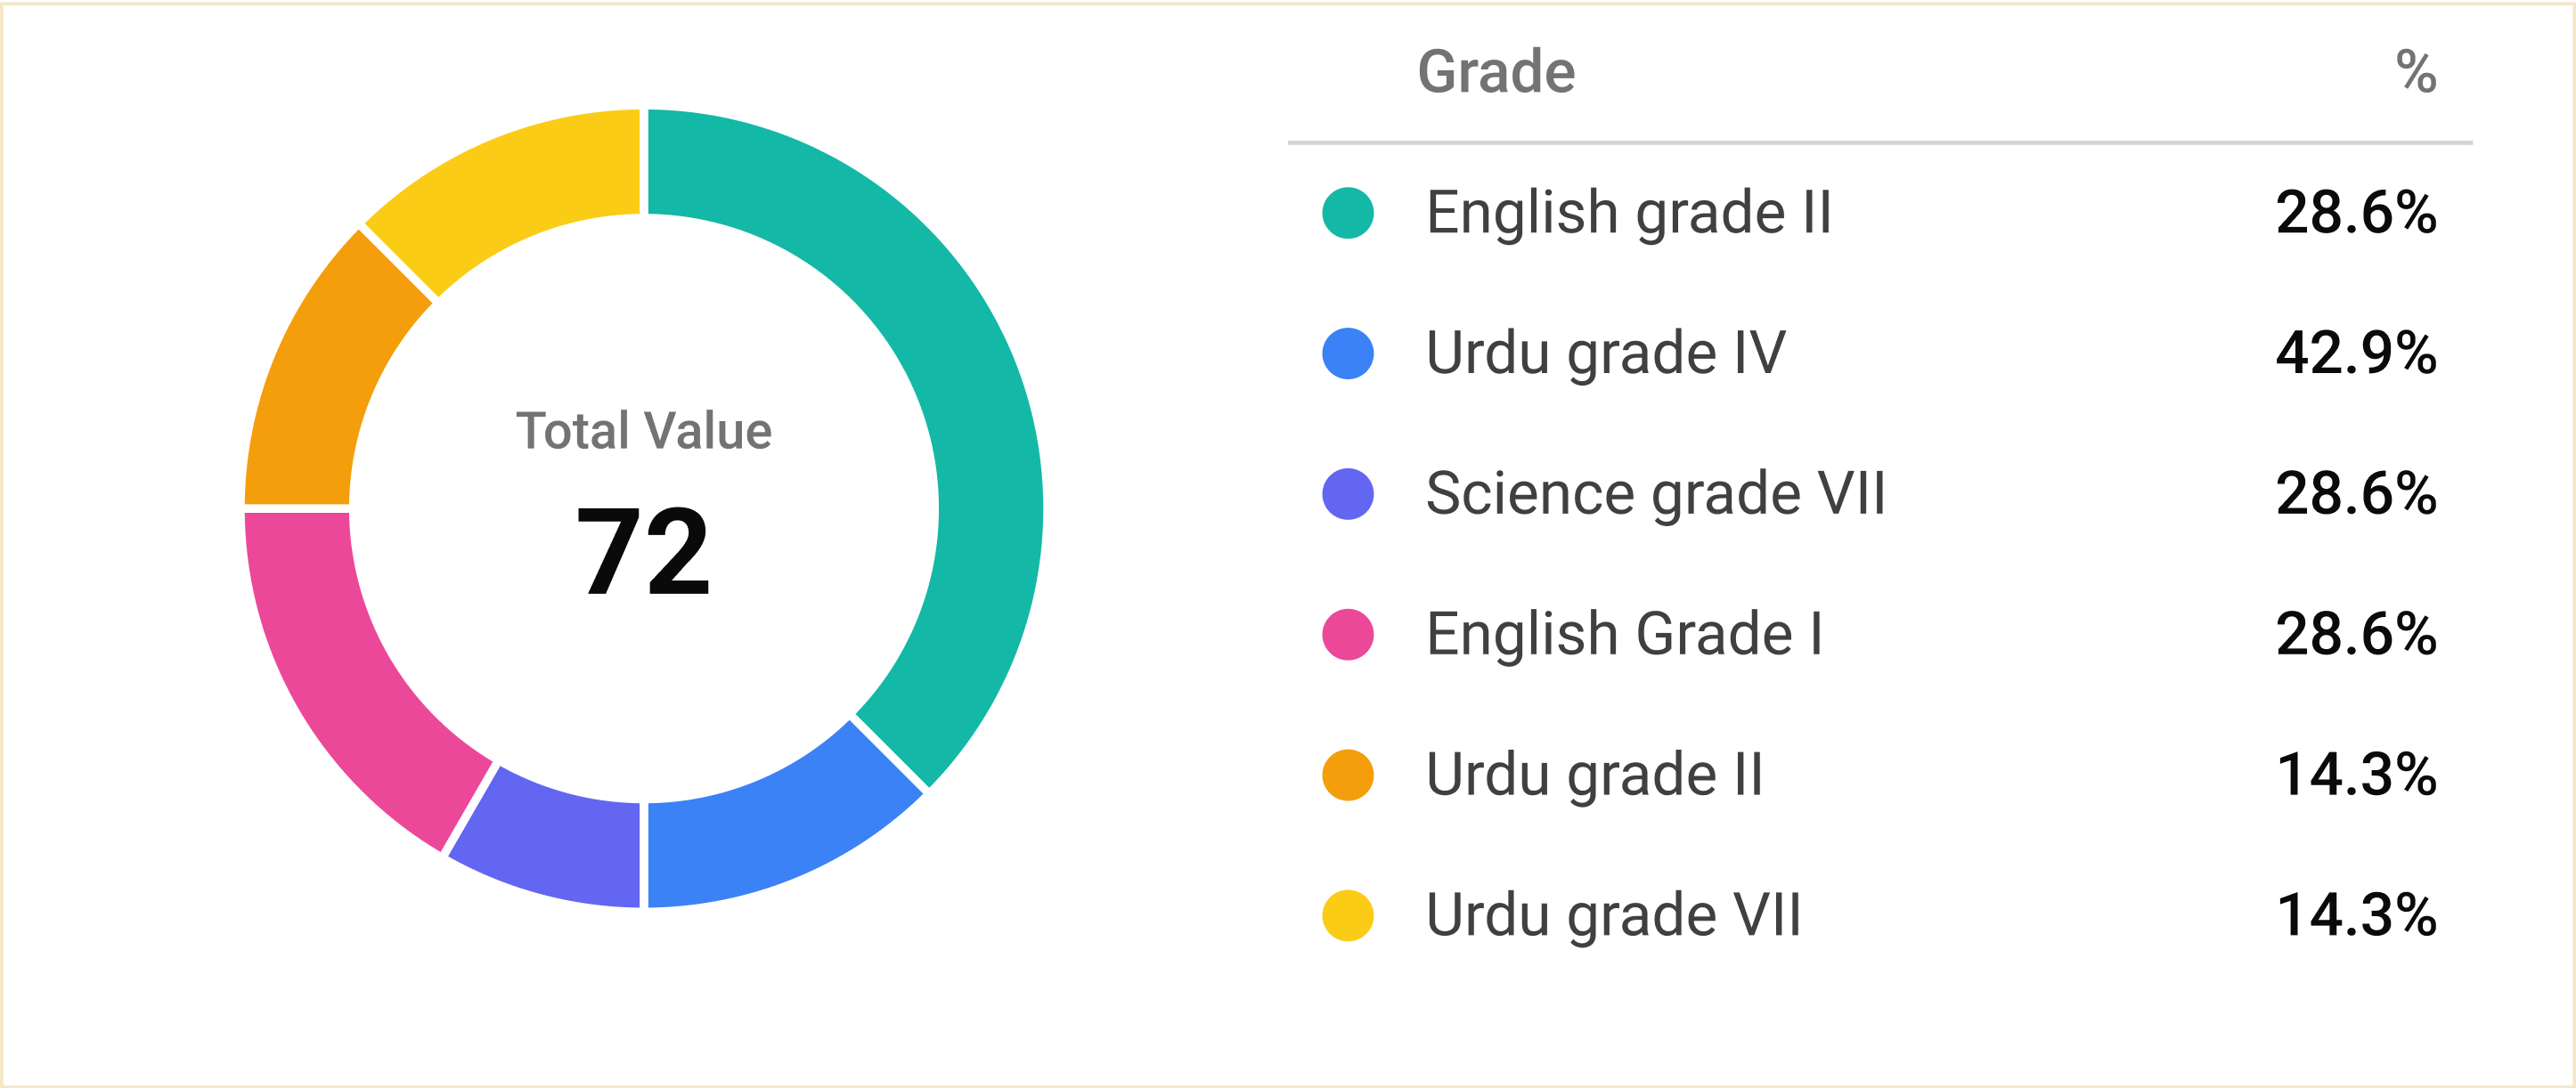 Total Value
72
Grade %
English grade II 28.6%
Urdu grade IV 42.9%
Science grade VII 28.6%
English Grade I 28.6%
Urdu grade II 14.3%
Urdu grade VII 14.3%